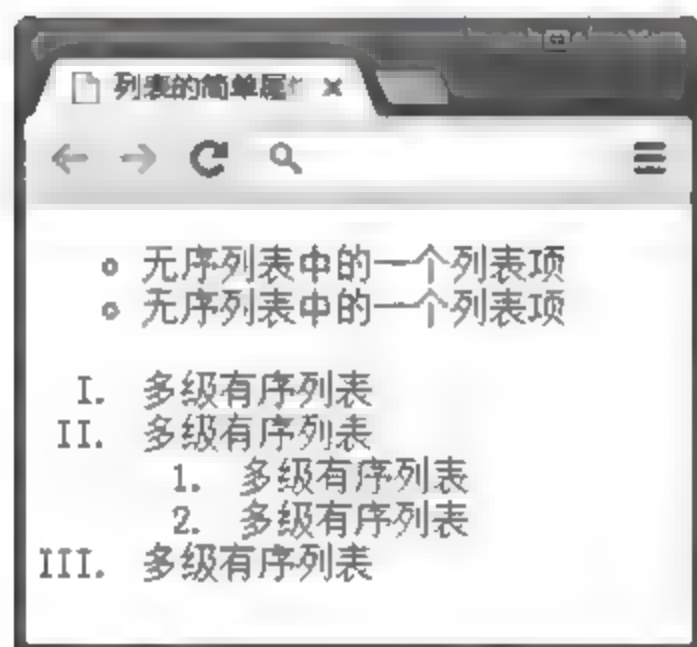 列表的简单属
无序列表中的一个列表项
无序列表中的一个列表项
I. 多级有序列表
II. 多级有序列表
1. 多级有序列表
2. 多级有序列表
III. 多级有序列表